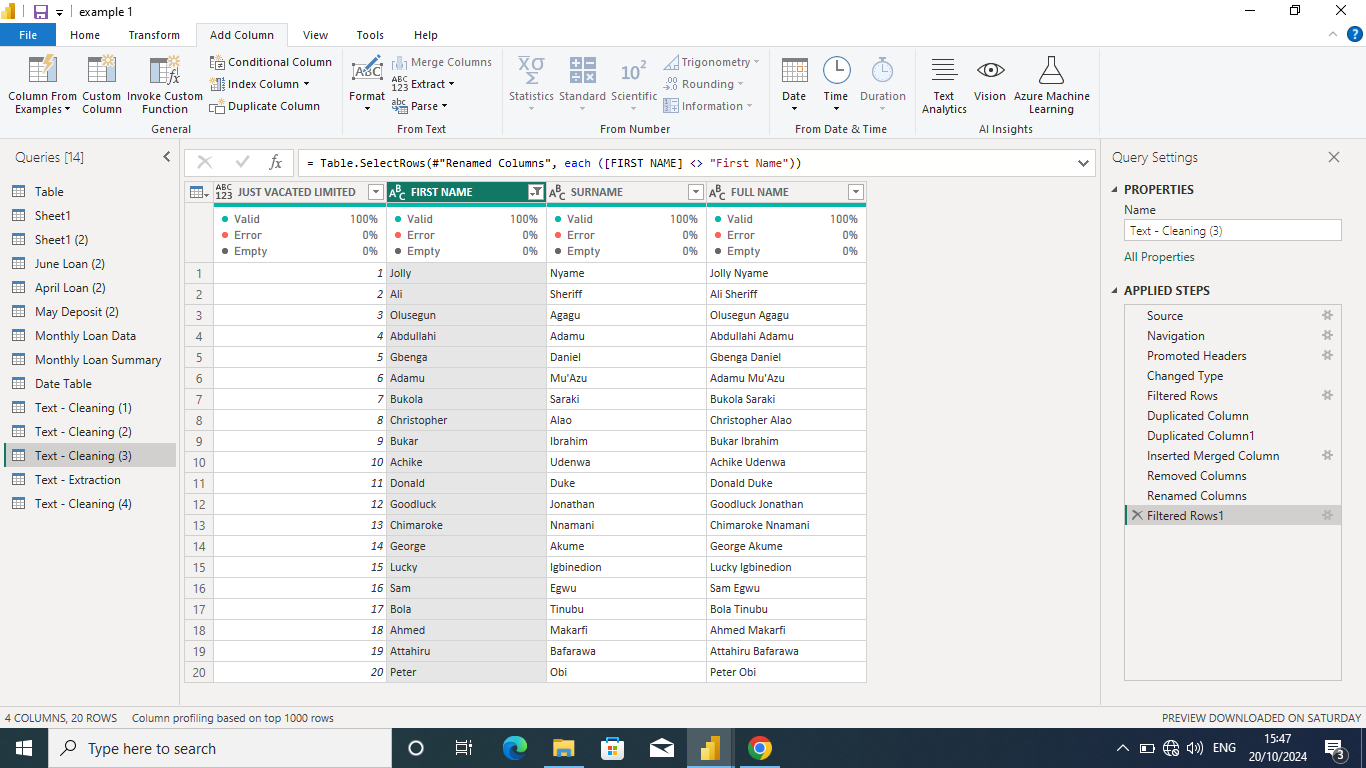 example 1
File Home Transform Add Column View Tools Help
Column From Examples
Custom Column
Invoke Custom Function
Conditional Column
Index Column
Duplicate Column
General
Format
Merge Columns
Extract
Parse
From Text
Statistics
Standard
Scientific
Trigonometry
Rounding
Information
From Number
Date
Time
Duration
From Date & Time
Text Analytics
Vision
Azure Machine Learning
AI Insights
Queries [14]
Table
Sheet1
Sheet1 (2)
June Loan (2)
April Loan (2)
May Deposit (2)
Monthly Loan Data
Monthly Loan Summary
Date Table
Text - Cleaning (1)
Text - Cleaning (2)
Text - Cleaning (3)
Text - Extraction
Text - Cleaning (4)
fx = Table.SelectRows(#"Renamed Columns", each ([FIRST NAME] <> "First Name"))
ABC 123 JUST VACATED LIMITED ABC FIRST NAME ABC SURNAME ABC FULL NAME
Valid 100% Valid 100% Valid 100% Valid 100%
Error 0% Error 0% Error 0% Error 0%
Empty 0% Empty 0% Empty 0% Empty 0%
1 1 Jolly Nyame Jolly Nyame
2 2 Ali Sheriff Ali Sheriff
3 3 Olusegun Agagu Olusegun Agagu
4 4 Abdullahi Adamu Abdullahi Adamu
5 5 Gbenga Daniel Gbenga Daniel
6 6 Adamu Mu'Azu Adamu Mu'Azu
7 7 Bukola Saraki Bukola Saraki
8 8 Christopher Alao Christopher Alao
9 9 Bukar Ibrahim Bukar Ibrahim
10 10 Achike Udenwa Achike Udenwa
11 11 Donald Duke Donald Duke
12 12 Goodluck Jonathan Goodluck Jonathan
13 13 Chimaroke Nnamani Chimaroke Nnamani
14 14 George Akume George Akume
15 15 Lucky Igbinedion Lucky Igbinedion
16 16 Sam Egwu Sam Egwu
17 17 Bola Tinubu Bola Tinubu
18 18 Ahmed Makarfi Ahmed Makarfi
19 19 Attahiru Bafarawa Attahiru Bafarawa
20 20 Peter Obi Peter Obi
Query Settings
PROPERTIES
Name
Text - Cleaning (3)
All Properties
APPLIED STEPS
Source
Navigation
Promoted Headers
Changed Type
Filtered Rows
Duplicated Column
Duplicated Column1
Inserted Merged Column
Removed Columns
Renamed Columns
Filtered Rows1
4 COLUMNS, 20 ROWS Column profiling based on top 1000 rows PREVIEW DOWNLOADED ON SATURDAY
Type here to search
ENG
15:47
20/10/2024
3